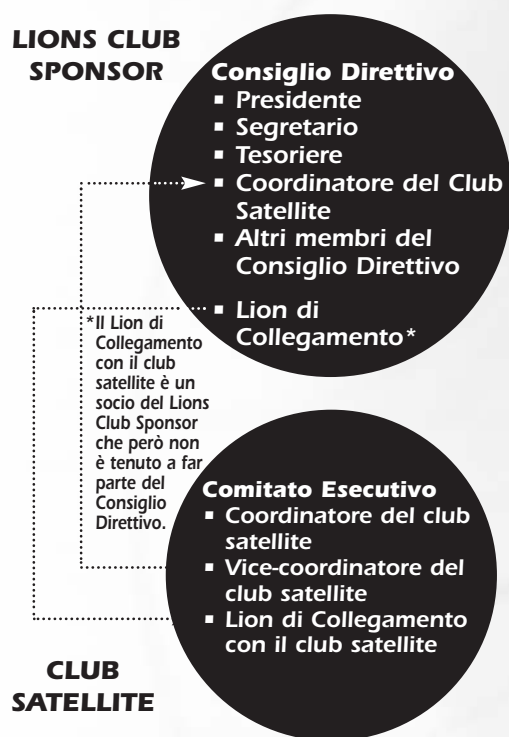 LIONS CLUB
SPONSOR
Consiglio Direttivo
▪ Presidente
▪ Segretario
▪ Tesoriere
▪ Coordinatore del Club
Satellite
▪ Altri membri del
Consiglio Direttivo
▪ Lion di
Collegamento*
*Il Lion di
Collegamento
con il club
satellite è un
socio del Lions
Club Sponsor
che però non
è tenuto a far
parte del
Consiglio
Direttivo.
Comitato Esecutivo
▪ Coordinatore del club
satellite
▪ Vice-coordinatore del
club satellite
▪ Lion di Collegamento
con il club satellite
CLUB
SATELLITE